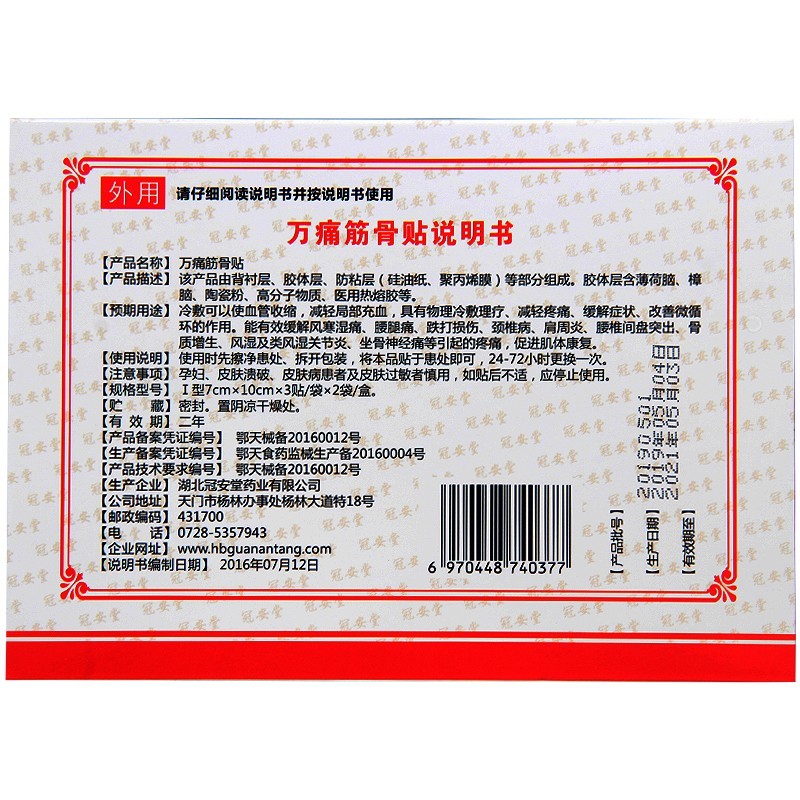 外用 请仔细阅读说明书并按说明书使用
万痛筋骨贴说明书
【产品名称】万痛筋骨贴
【产品描述】该产品由背衬层、胶体层、防粘层（硅油纸、聚丙烯膜）等部分组成。胶体层含薄荷脑、樟
脑、陶瓷粉、高分子物质、医用热熔胶等。
【预期用途】冷敷可以使血管收缩，减轻局部充血，具有物理冷敷理疗、减轻疼痛、缓解症状、改善微循
环的作用。能有效缓解风寒湿痛、腰腿痛、跌打损伤、颈椎病、肩周炎、腰椎间盘突出、骨
质增生、风湿及类风湿关节炎、坐骨神经痛等引起的疼痛，促进肌体康复。
【使用说明】使用时先擦净患处、拆开包装，将本品贴于患处即可，24-72小时更换一次。
【注意事项】孕妇、皮肤溃破、皮肤病患者及皮肤过敏者慎用，如贴后不适，应停止使用。
【规格型号】Ⅰ型7cm×10cm×3贴/袋×2袋/盒。
【贮 藏】密封。置阴凉干燥处。
【有 效 期】二年
【产品备案凭证编号】 鄂天械备20160012号
【生产备案凭证编号】 鄂天食药监械生产备20160004号
【产品技术要求编号】 鄂天械备20160012号
【生产企业】湖北冠安堂药业有限公司
【公司地址】天门市杨林办事处杨林大道特18号
【邮政编码】431700
【电 话】0728-5357943
【企业网址】www.hbguanantang.com
【说明书编制日期】 2016年07月12日
6 970448 740377
【产品批号】 20190501
【生产日期】 2019年05月04日
【有效期至】 2021年05月03日
冠安堂